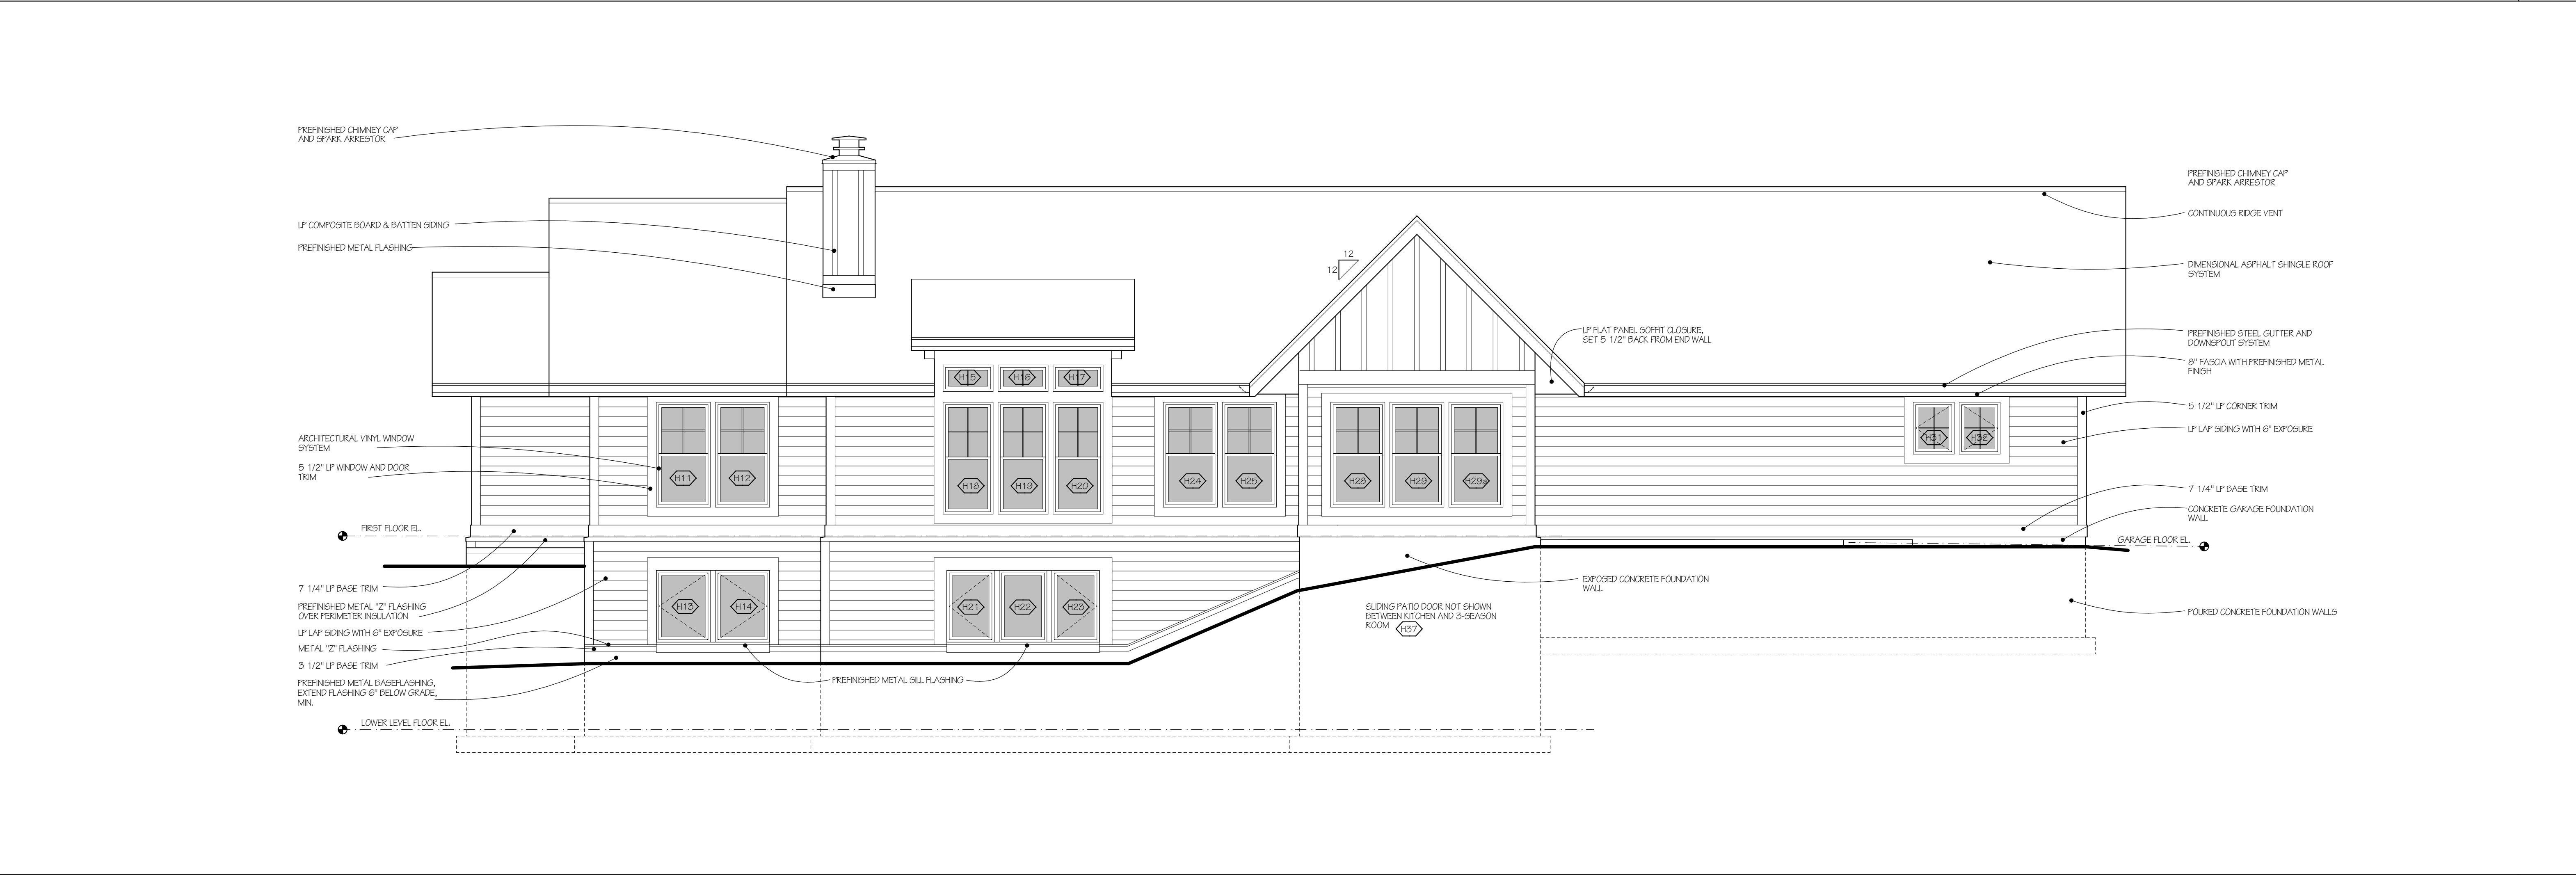 PREFINISHED CHIMNEY CAP
AND SPARK ARRESTOR
LP COMPOSITE BOARD & BATTEN SIDING
PREFINISHED METAL FLASHING
ARCHITECTURAL VINYL WINDOW
SYSTEM
5 1/2" LP WINDOW AND DOOR
TRIM
FIRST FLOOR EL.
7 1/4" LP BASE TRIM
PREFINISHED METAL "Z" FLASHING
OVER PERIMETER INSULATION
LP LAP SIDING WITH 6" EXPOSURE
METAL "Z" FLASHING
3 1/2" LP BASE TRIM
PREFINISHED METAL BASEFLASHING,
EXTEND FLASHING 6" BELOW GRADE,
MIN.
LOWER LEVEL FLOOR EL.
12
12
LP FLAT PANEL SOFFIT CLOSURE,
SET 5 1/2" BACK FROM END WALL
H15 H16 H17
H11 H12
H18 H19 H20
H24 H25
H28 H29 H29a
H31 H32
H13 H14
H21 H22 H23
PREFINISHED METAL SILL FLASHING
SLIDING PATIO DOOR NOT SHOWN
BETWEEN KITCHEN AND 3-SEASON
ROOM H37
EXPOSED CONCRETE FOUNDATION
WALL
PREFINISHED CHIMNEY CAP
AND SPARK ARRESTOR
CONTINUOUS RIDGE VENT
DIMENSIONAL ASPHALT SHINGLE ROOF
SYSTEM
PREFINISHED STEEL GUTTER AND
DOWNSPOUT SYSTEM
8" FASCIA WITH PREFINISHED METAL
FINISH
5 1/2" LP CORNER TRIM
LP LAP SIDING WITH 6" EXPOSURE
7 1/4" LP BASE TRIM
CONCRETE GARAGE FOUNDATION
WALL
GARAGE FLOOR EL.
POURED CONCRETE FOUNDATION WALLS